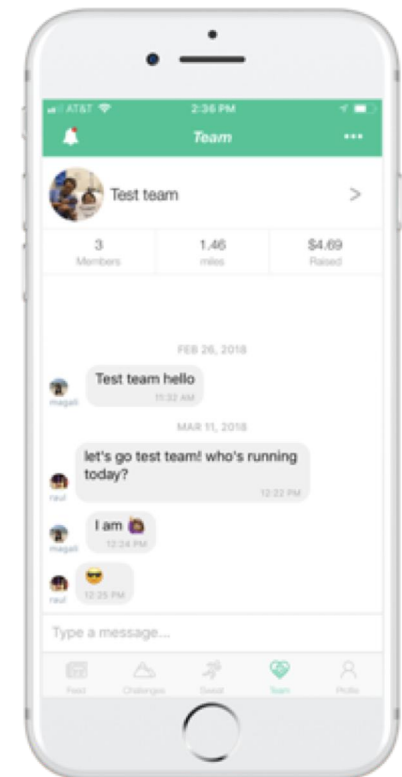 AT&T 2:36 PM
Team
Test team >
3 1.46 $4.69
Members miles Raised
FEB 26, 2018
Test team hello
11:32 AM
magali
MAR 11, 2018
let's go test team! who's running
today?
12:22 PM
raul
I am 🙋🏾‍♀️
12:24 PM
magali
😎
12:25 PM
raul
Type a message...
Feed Challenges Sweat Team Profile